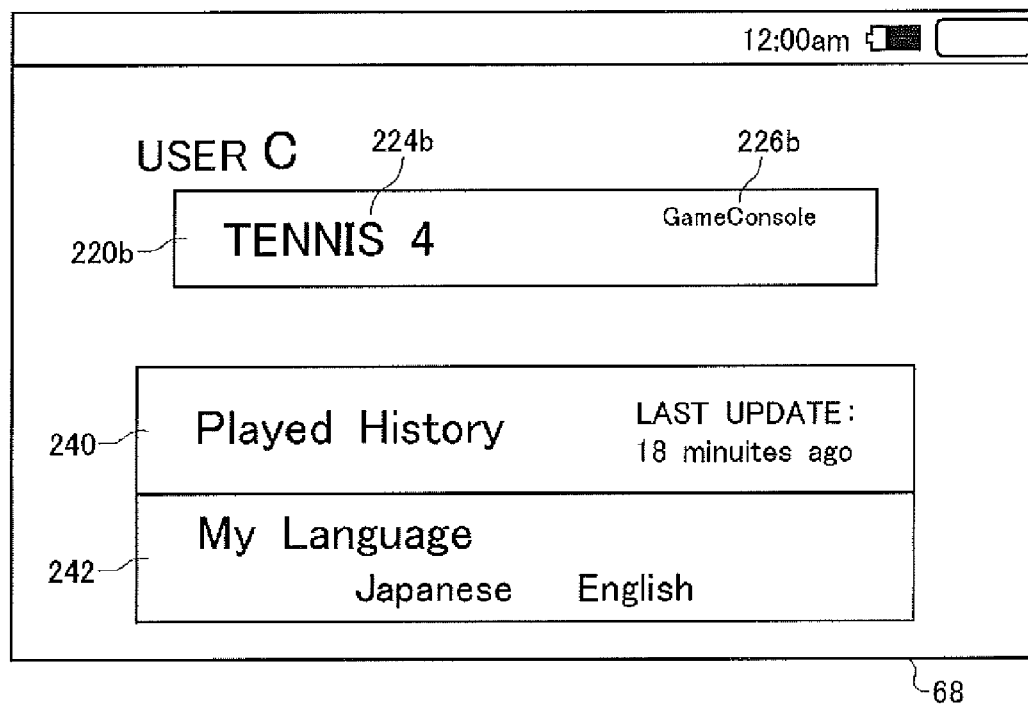 12:00am
USER C
224b
226b
TENNIS 4
GameConsole
220b
Played History
LAST UPDATE:
18 minuites ago
240
My Language
Japanese English
242
68